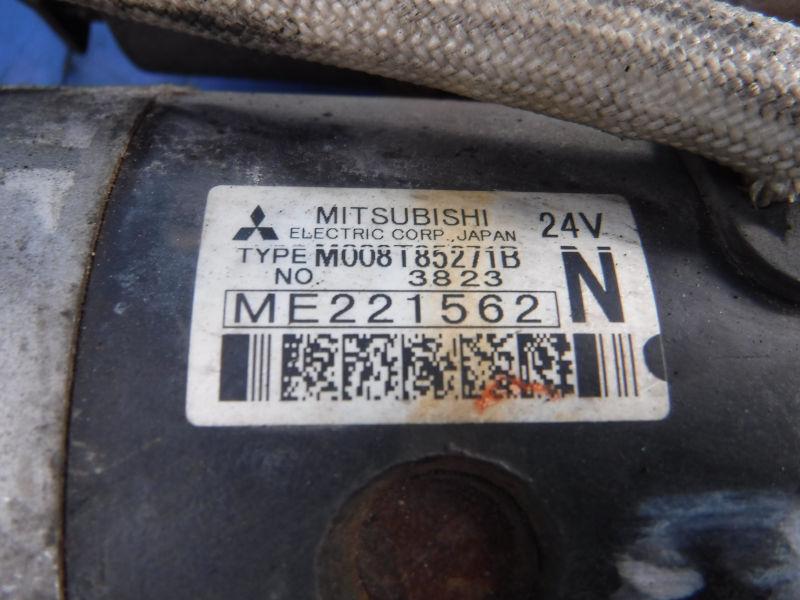 MITSUBISHI 24V
ELECTRIC CORP. JAPAN
TYPE M008T85271B
NO. 3823 N
ME221562